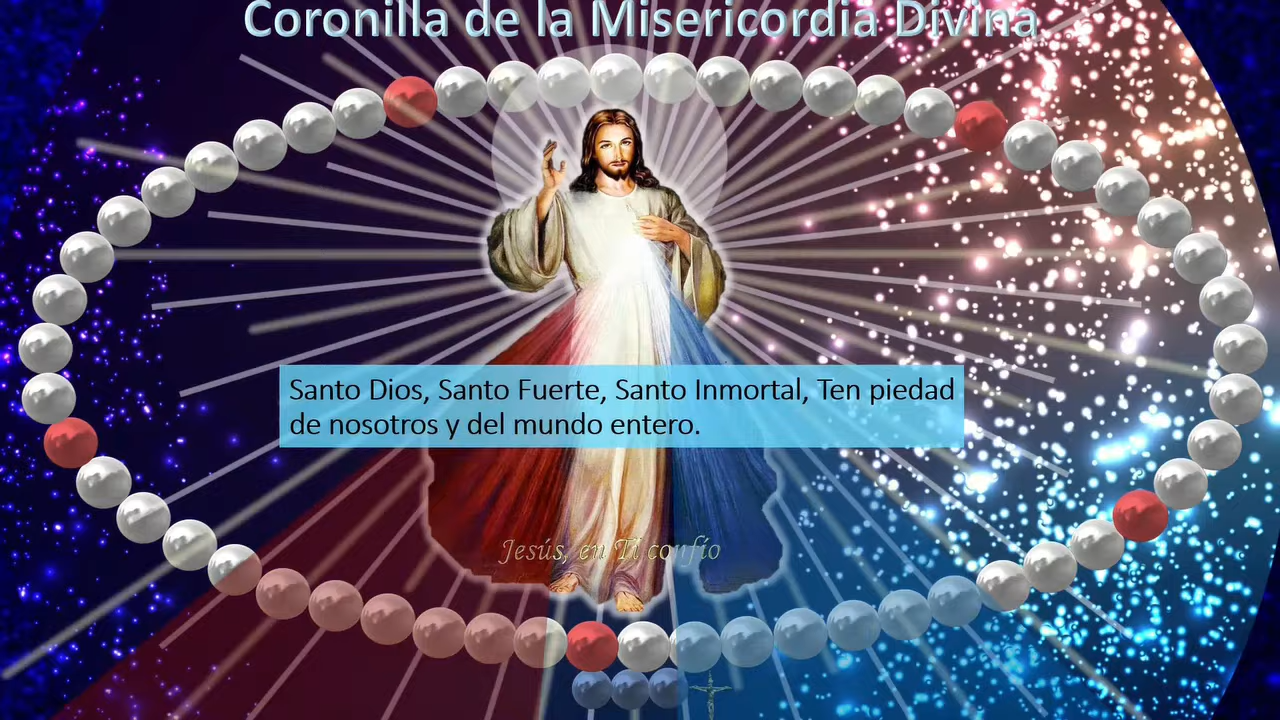 Coronilla de la Misericordia Divina
Santo Dios, Santo Fuerte, Santo Inmortal, Ten piedad
de nosotros y del mundo entero.
Jesús, en Ti confío